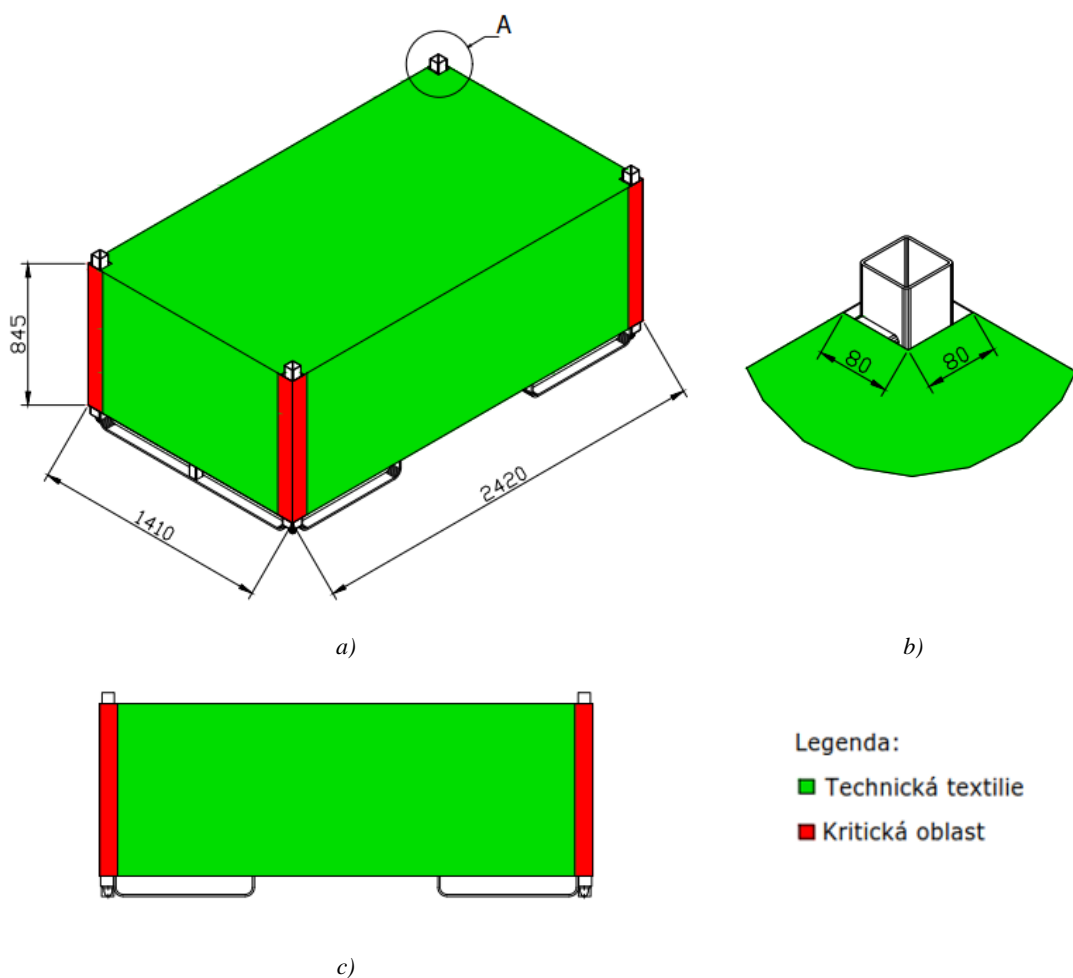 A
845
1410
2420
80
80
a)
b)
Legenda:
Technická textilie
Kritická oblast
c)